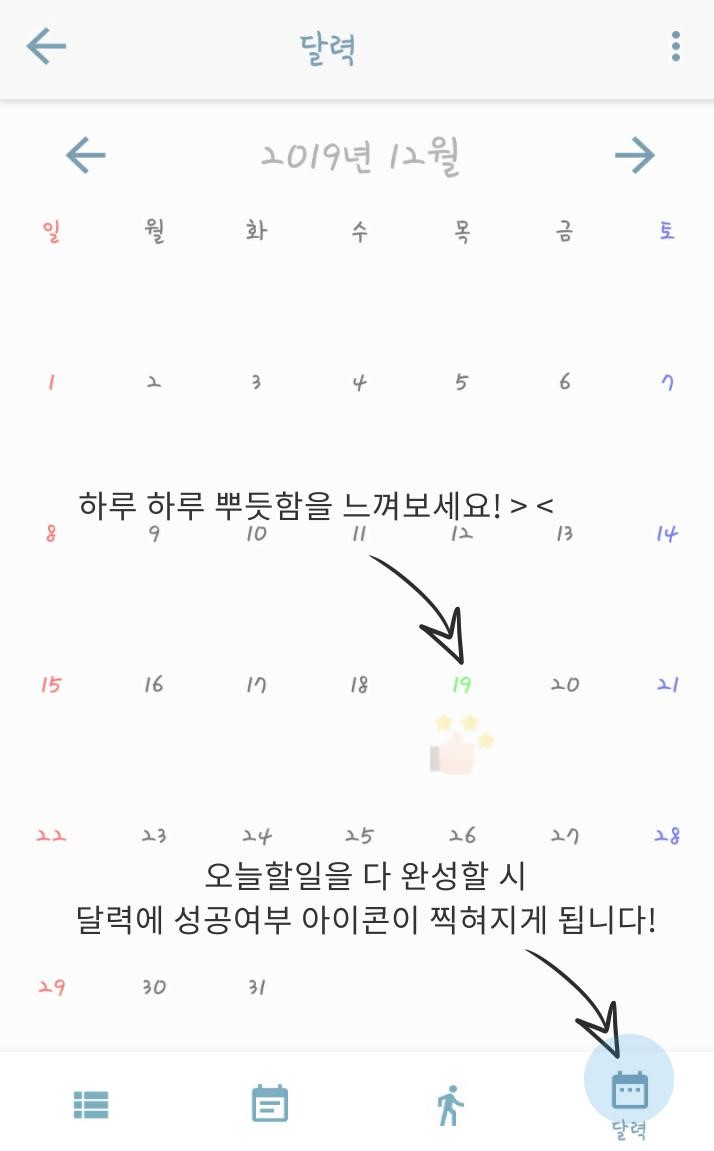 달력
2019년 12월
일 월 화 수 목 금 토
1 2 3 4 5 6 7
하루 하루 뿌듯함을 느껴보세요! > <
8 9 10 11 12 13 14
15 16 17 18 19 20 21
22 23 24 25 26 27 28
오늘할일을 다 완성할 시
달력에 성공여부 아이콘이 찍혀지게 됩니다!
29 30 31
달력